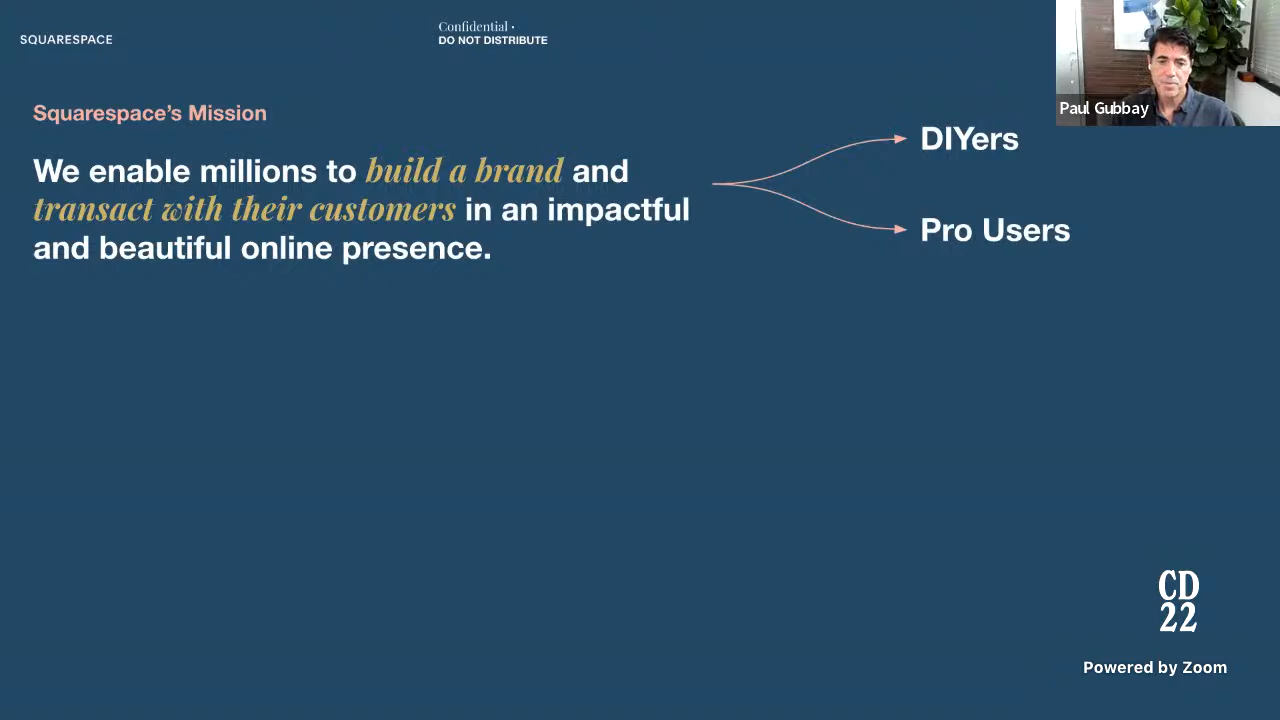 SQUARESPACE
Confidential •
DO NOT DISTRIBUTE
Paul Gubbay
Squarespace's Mission
We enable millions to build a brand and
transact with their customers in an impactful
and beautiful online presence.
DIYers
Pro Users
CD
22
Powered by Zoom